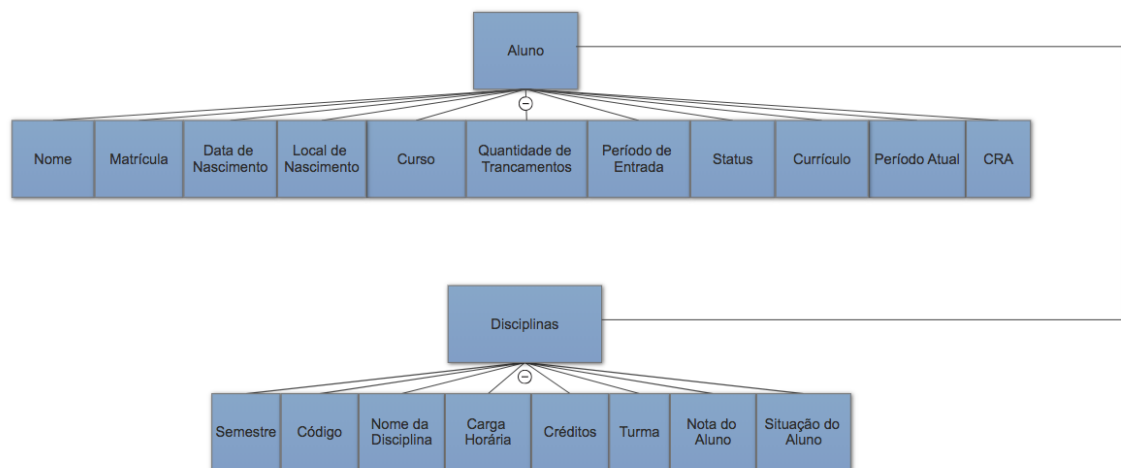 Aluno
Nome
Matrícula
Data de
Nascimento
Local de
Nascimento
Curso
Quantidade de
Trancamentos
Período de
Entrada
Status
Currículo
Período Atual
CRA
Disciplinas
Semestre
Código
Nome da
Disciplina
Carga
Horária
Créditos
Turma
Nota do
Aluno
Situação do
Aluno